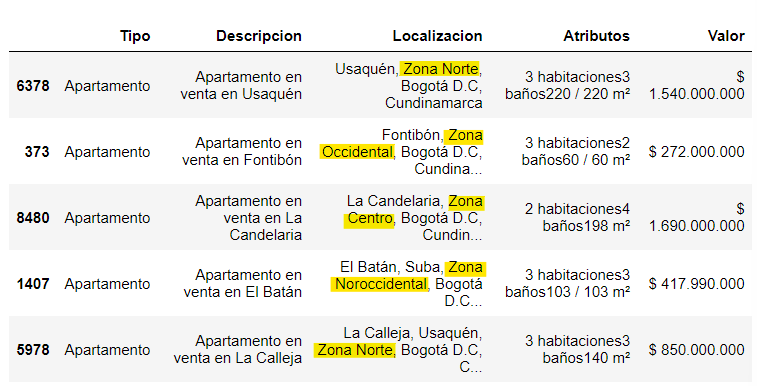 Tipo Descripcion Localizacion Atributos Valor
6378 Apartamento Apartamento en venta en Usaquén Usaquén, Zona Norte, Bogotá D.C, Cundinamarca 3 habitaciones3 baños220 / 220 m² $ 1.540.000.000
373 Apartamento Apartamento en venta en Fontibón Fontibón, Zona Occidental, Bogotá D.C, Cundina... 3 habitaciones2 baños60 / 60 m² $ 272.000.000
8480 Apartamento Apartamento en venta en La Candelaria La Candelaria, Zona Centro, Bogotá D.C, Cundin... 2 habitaciones4 baños198 m² $ 1.690.000.000
1407 Apartamento Apartamento en venta en El Batán El Batán, Suba, Zona Noroccidental, Bogotá D.C... 3 habitaciones3 baños103 / 103 m² $ 417.990.000
5978 Apartamento Apartamento en venta en La Calleja La Calleja, Usaquén, Zona Norte, Bogotá D.C, C... 3 habitaciones3 baños140 m² $ 850.000.000